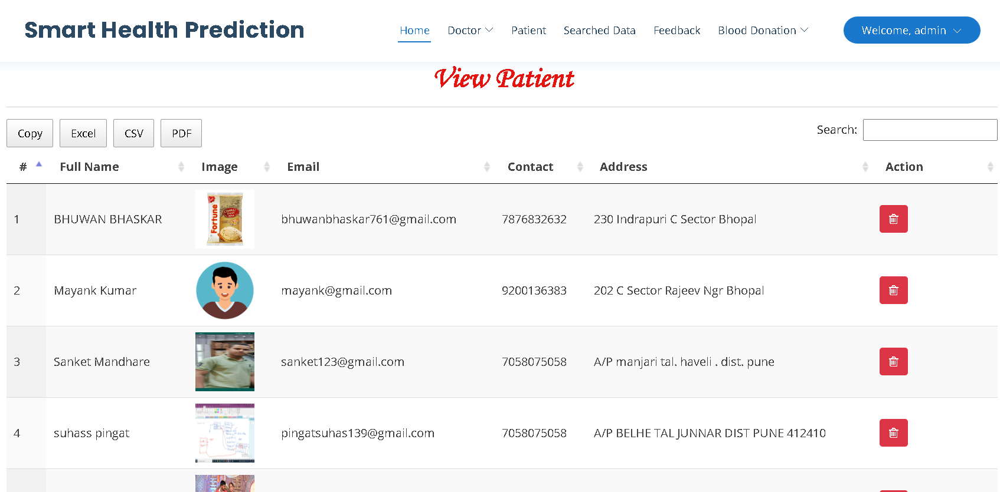 Smart Health Prediction
Home Doctor Patient Searched Data Feedback Blood Donation Welcome, admin
View Patient
Copy Excel CSV PDF Search:
# Full Name Image Email Contact Address Action
1 BHUWAN BHASKAR Fortune Chakki Fresh Atta bhuwanbhaskar761@gmail.com 7876832632 230 Indrapuri C Sector Bhopal
2 Mayank Kumar mayank@gmail.com 9200136383 202 C Sector Rajeev Ngr Bhopal
3 Sanket Mandhare sanket123@gmail.com 7058075058 A/P manjari tal. haveli . dist. pune
4 suhass pingat pingatsuhas139@gmail.com 7058075058 A/P BELHE TAL JUNNAR DIST PUNE 412410